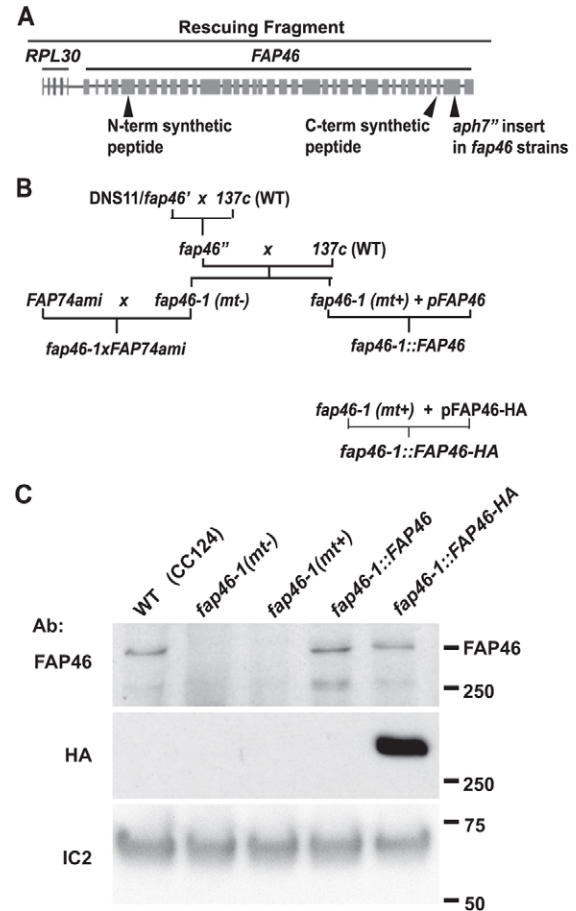 A
Rescuing Fragment
RPL30
FAP46
N-term synthetic
peptide
C-term synthetic
peptide
aph7” insert
in fap46 strains
B
DNS11/fap46’ x 137c (WT)
fap46” x 137c (WT)
FAP74ami x fap46-1 (mt-)
fap46-1 (mt+) + pFAP46
fap46-1xFAP74ami
fap46-1::FAP46
fap46-1 (mt+) + pFAP46-HA
fap46-1::FAP46-HA
C
WT (CC124)
fap46-1(mt-)
fap46-1(mt+)
fap46-1::FAP46
fap46-1::FAP46-HA
Ab:
FAP46
FAP46
250
HA
250
IC2
75
50